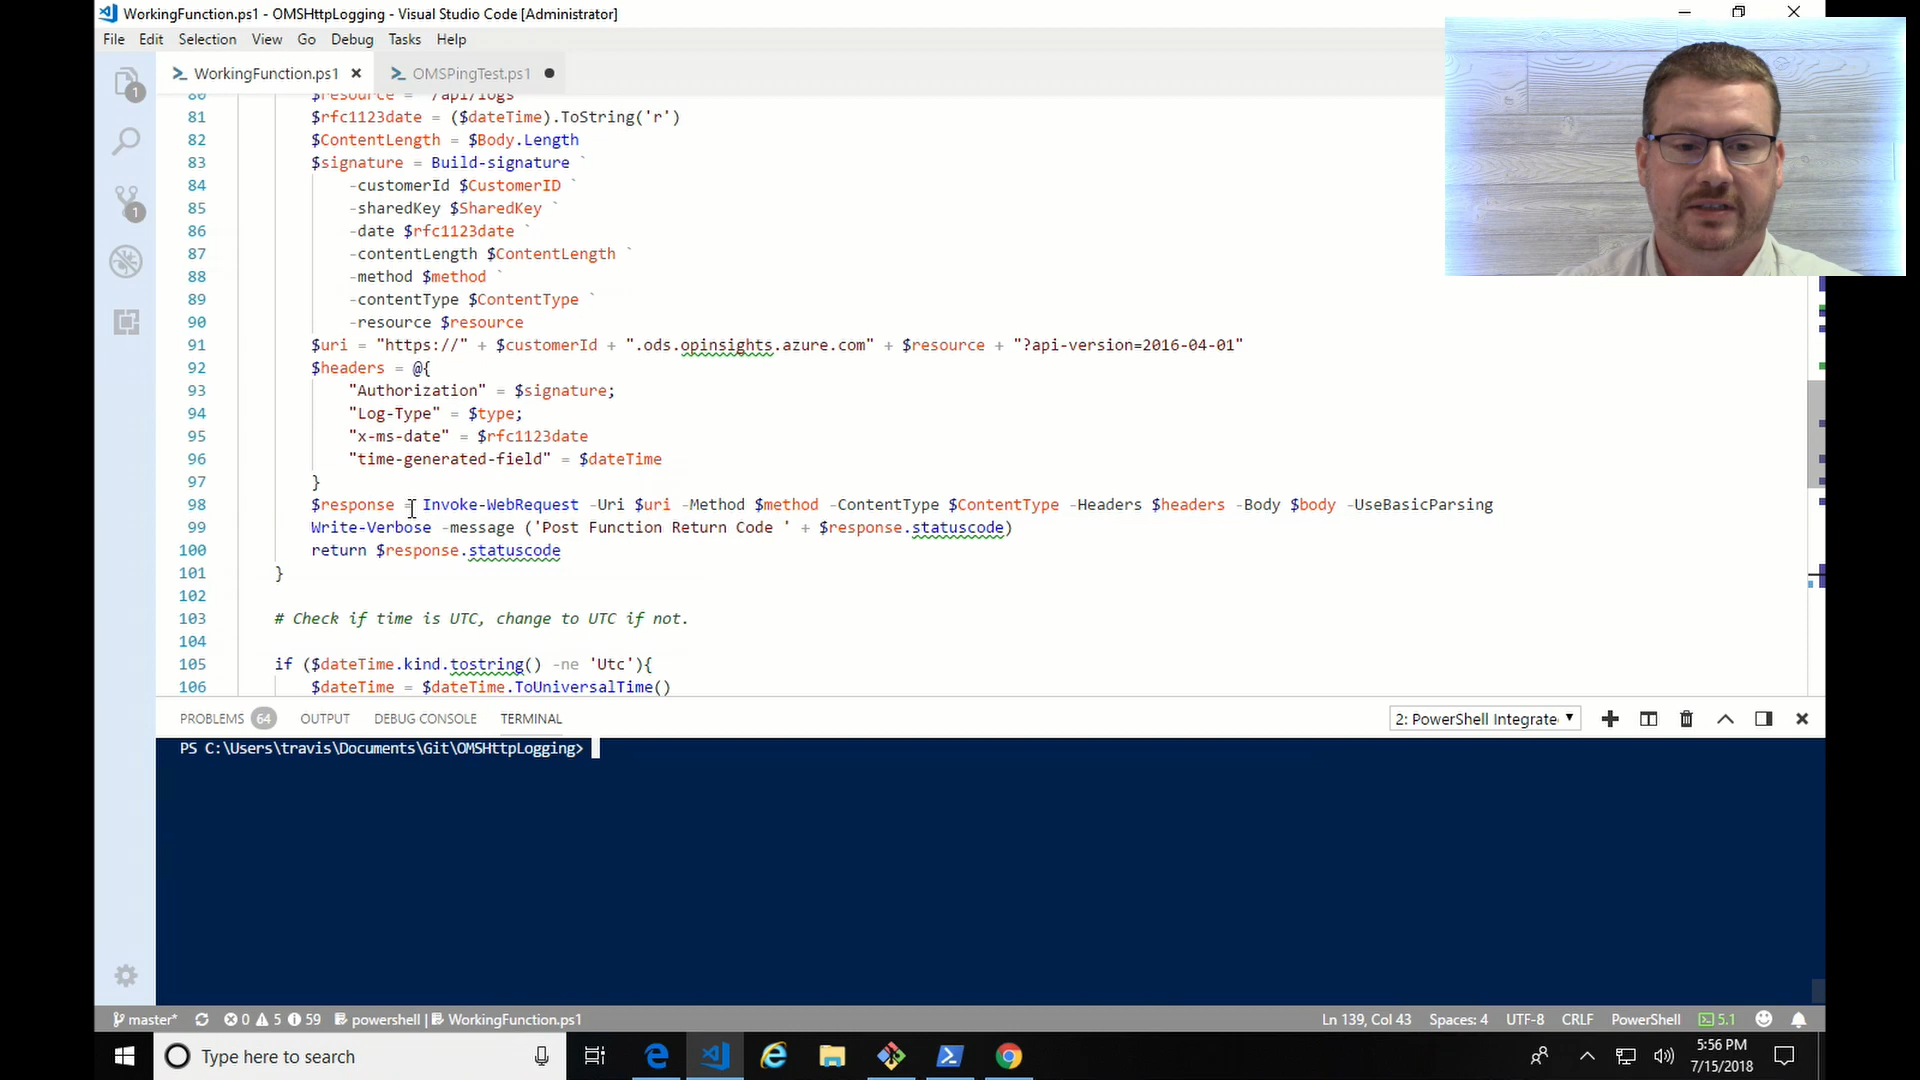 WorkingFunction.ps1 - OMSHttpLogging - Visual Studio Code [Administrator]
File Edit Selection View Go Debug Tasks Help
WorkingFunction.ps1 OMSPingTest.ps1
80 $resource = "/api/logs"
81 $rfc1123date = ($dateTime).ToString('r')
82 $ContentLength = $Body.Length
83 $signature = Build-signature `
84 -customerId $CustomerID `
85 -sharedKey $SharedKey `
86 -date $rfc1123date `
87 -contentLength $ContentLength `
88 -method $method `
89 -contentType $ContentType `
90 -resource $resource
91 $uri = "https://" + $customerId + ".ods.opinsights.azure.com" + $resource + "?api-version=2016-04-01"
92 $headers = @{
93 "Authorization" = $signature;
94 "Log-Type" = $type;
95 "x-ms-date" = $rfc1123date
96 "time-generated-field" = $dateTime
97 }
98 $response = Invoke-WebRequest -Uri $uri -Method $method -ContentType $ContentType -Headers $headers -Body $body -UseBasicParsing
99 Write-Verbose -message ('Post Function Return Code ' + $response.statuscode)
100 return $response.statuscode
101 }
102
103 # Check if time is UTC, change to UTC if not.
104
105 if ($dateTime.kind.tostring() -ne 'Utc'){
106 $dateTime = $dateTime.ToUniversalTime()
PROBLEMS 64 OUTPUT DEBUG CONSOLE TERMINAL 2: PowerShell Integrate
PS C:\Users\travis\Documents\Git\OMSHttpLogging>
master* 0 5 59 powershell | WorkingFunction.ps1 Ln 139, Col 43 Spaces: 4 UTF-8 CRLF PowerShell 5.1
Type here to search
5:56 PM
7/15/2018